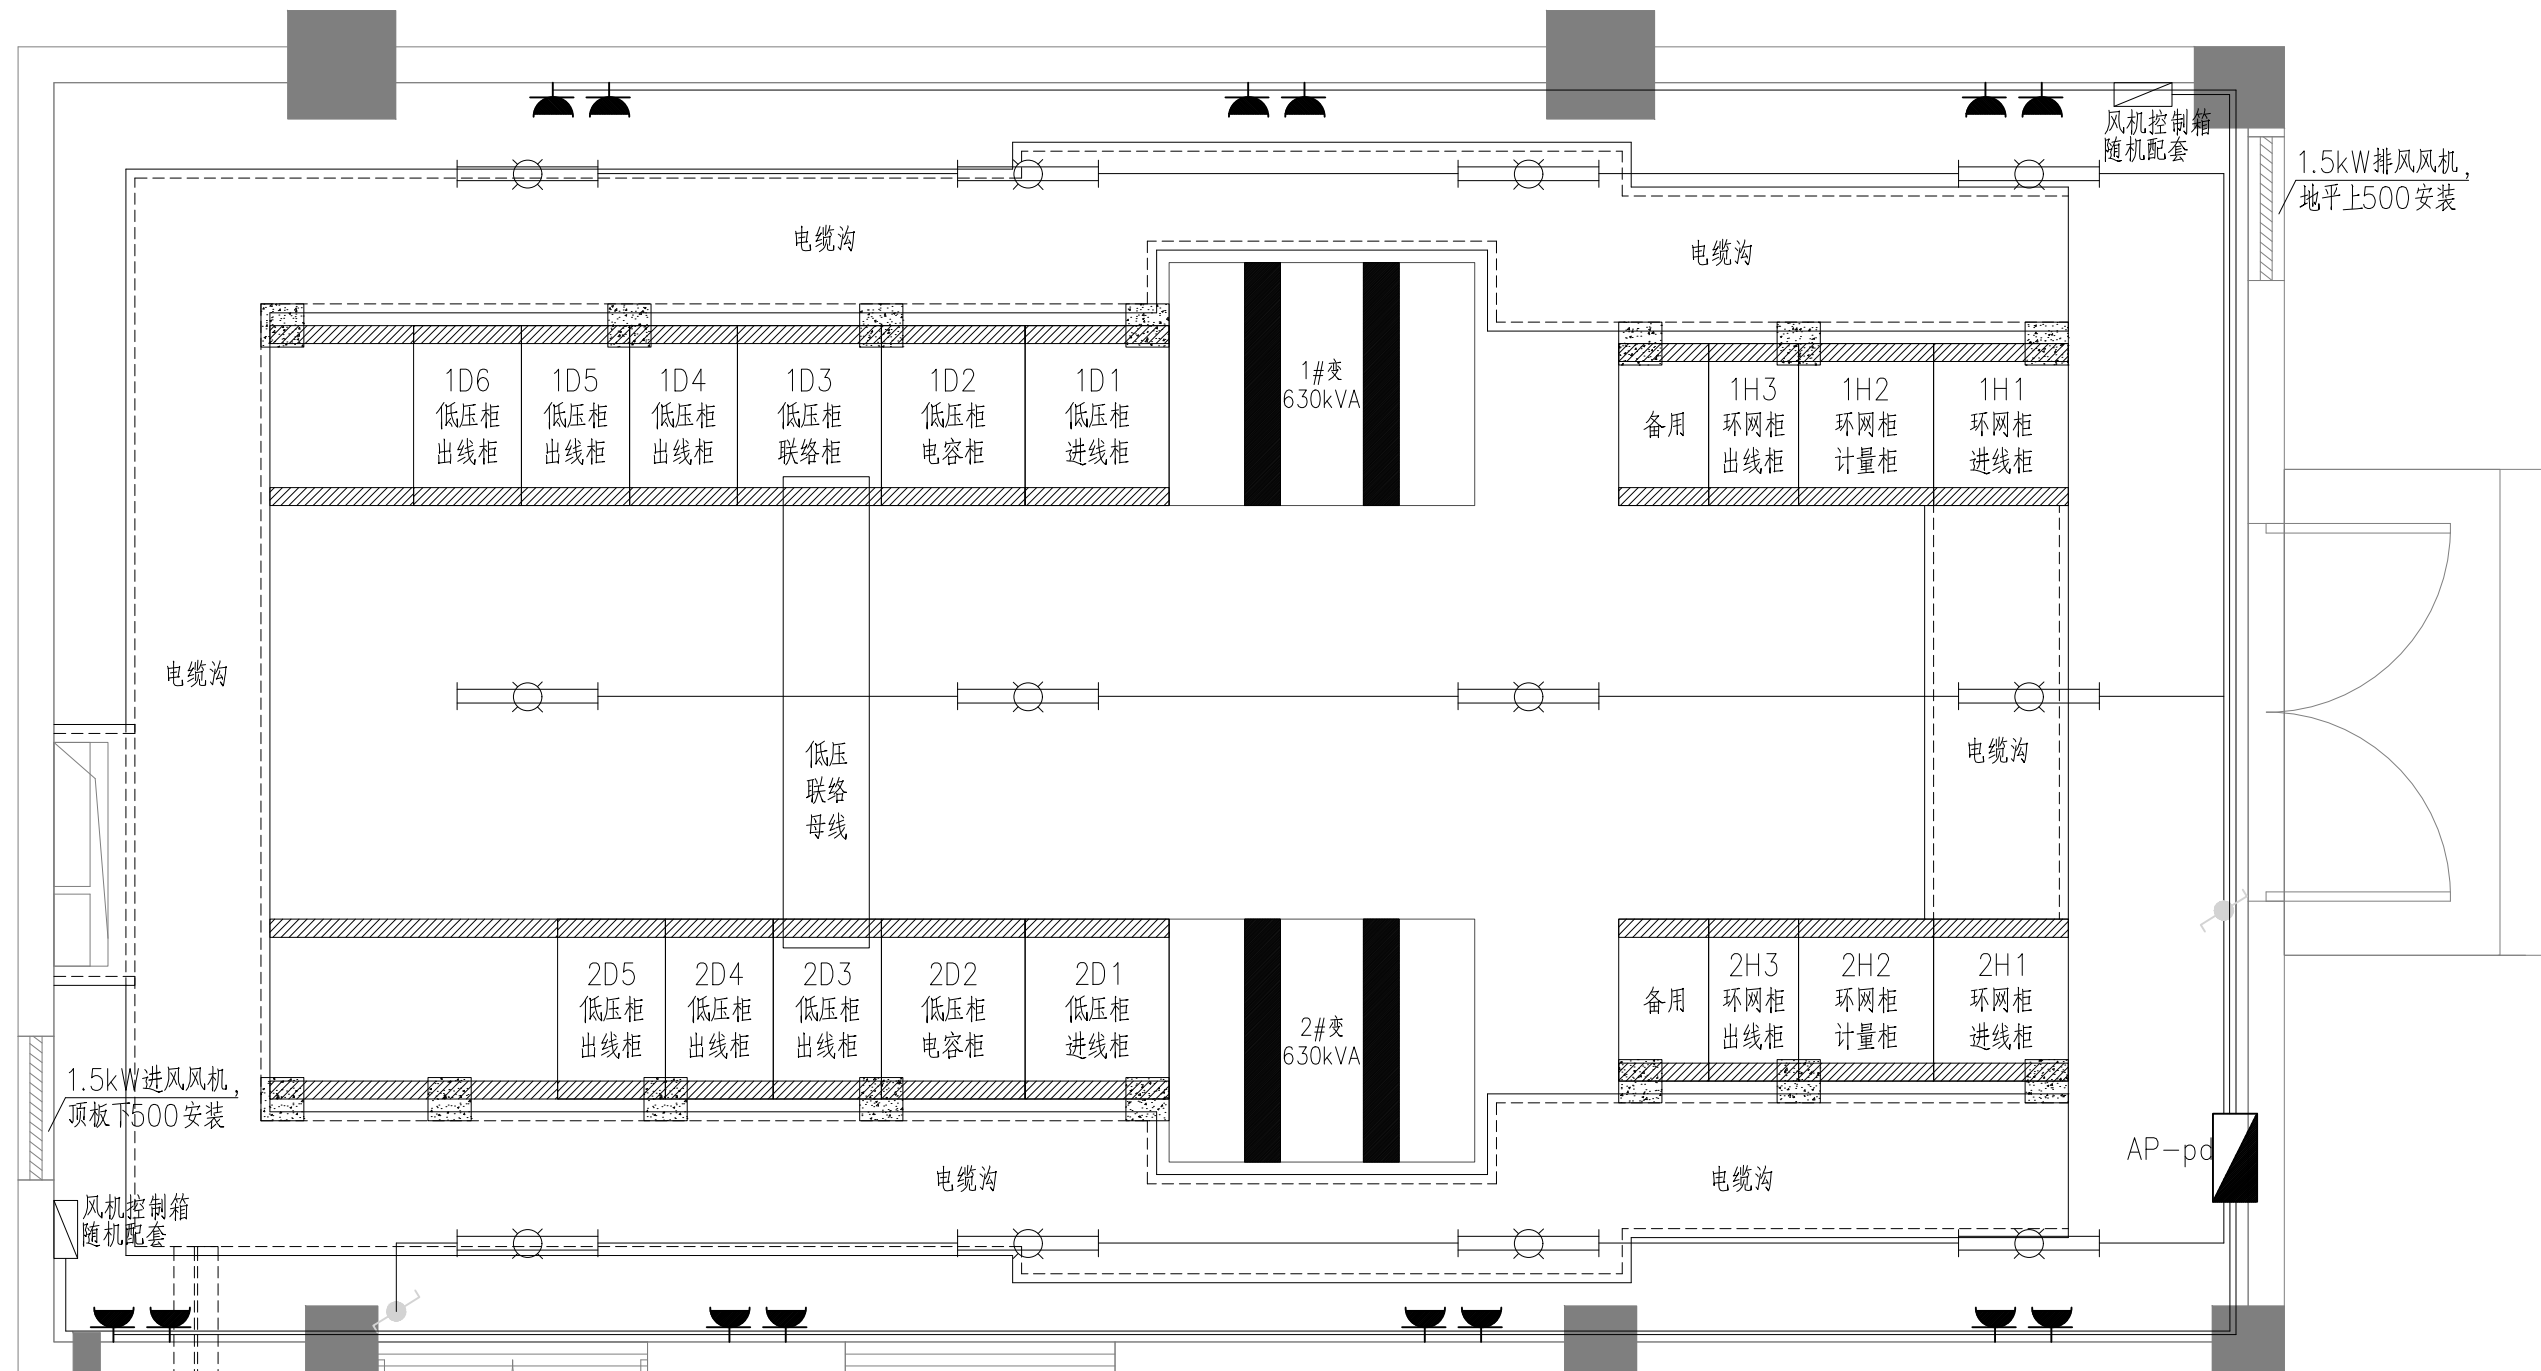 风机控制箱
随机配套
1.5kW排风风机，
地平上500安装
电缆沟
电缆沟
1D6
低压柜
出线柜
1D5
低压柜
出线柜
1D4
低压柜
出线柜
1D3
低压柜
联络柜
1D2
低压柜
电容柜
1D1
低压柜
进线柜
1#变
630kVA
备用
1H3
环网柜
出线柜
1H2
环网柜
计量柜
1H1
环网柜
进线柜
电缆沟
低压
联络
母线
电缆沟
2D5
低压柜
出线柜
2D4
低压柜
出线柜
2D3
低压柜
出线柜
2D2
低压柜
电容柜
2D1
低压柜
进线柜
2#变
630kVA
备用
2H3
环网柜
出线柜
2H2
环网柜
计量柜
2H1
环网柜
进线柜
1.5kW进风风机，
顶板下500安装
AP-pd
电缆沟
电缆沟
风机控制箱
随机配套